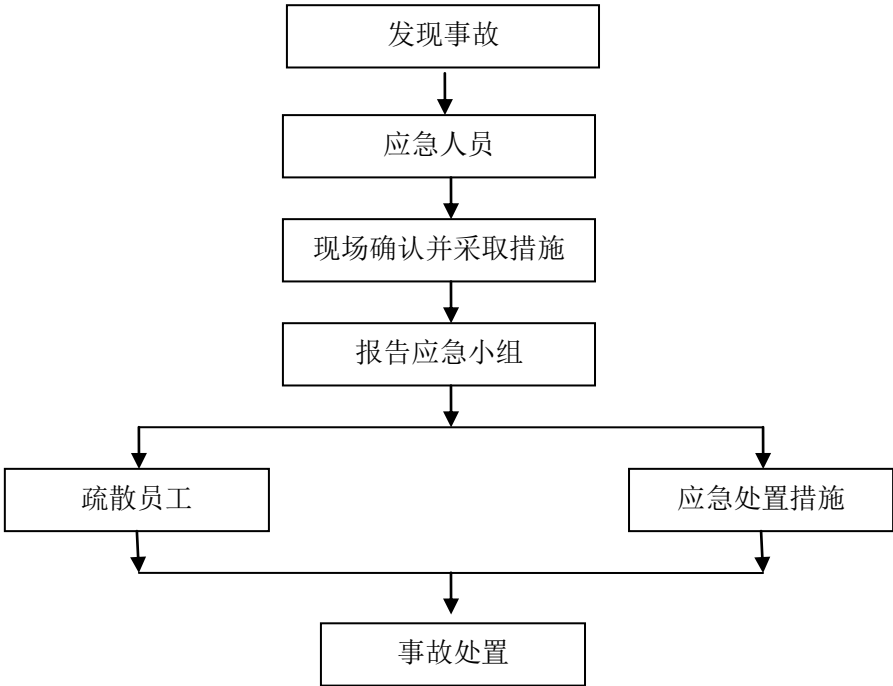 发现事故
应急人员
现场确认并采取措施
报告应急小组
疏散员工
应急处置措施
事故处置